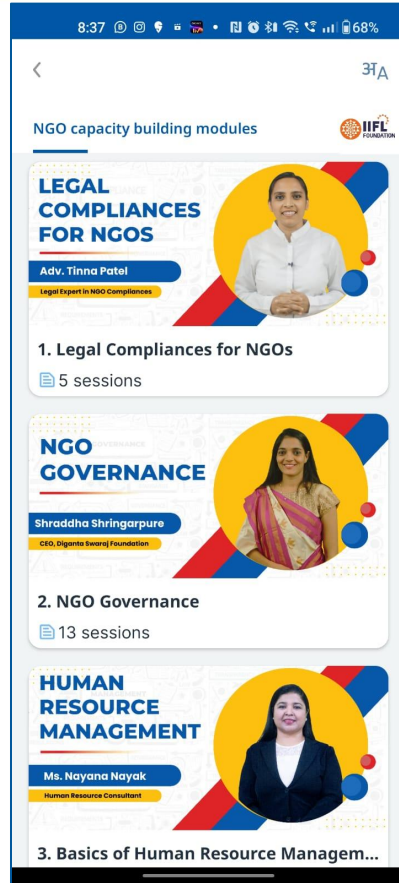 8:37
68%
अA
NGO capacity building modules
IIFL
FOUNDATION
LEGAL
COMPLIANCES
FOR NGOS
Adv. Tinna Patel
Legal Expert in NGO Compliances
1. Legal Compliances for NGOs
5 sessions
NGO
GOVERNANCE
Shraddha Shringarpure
CEO, Diganta Swaraj Foundation
2. NGO Governance
13 sessions
HUMAN
RESOURCE
MANAGEMENT
Ms. Nayana Nayak
Human Resource Consultant
3. Basics of Human Resource Managem...